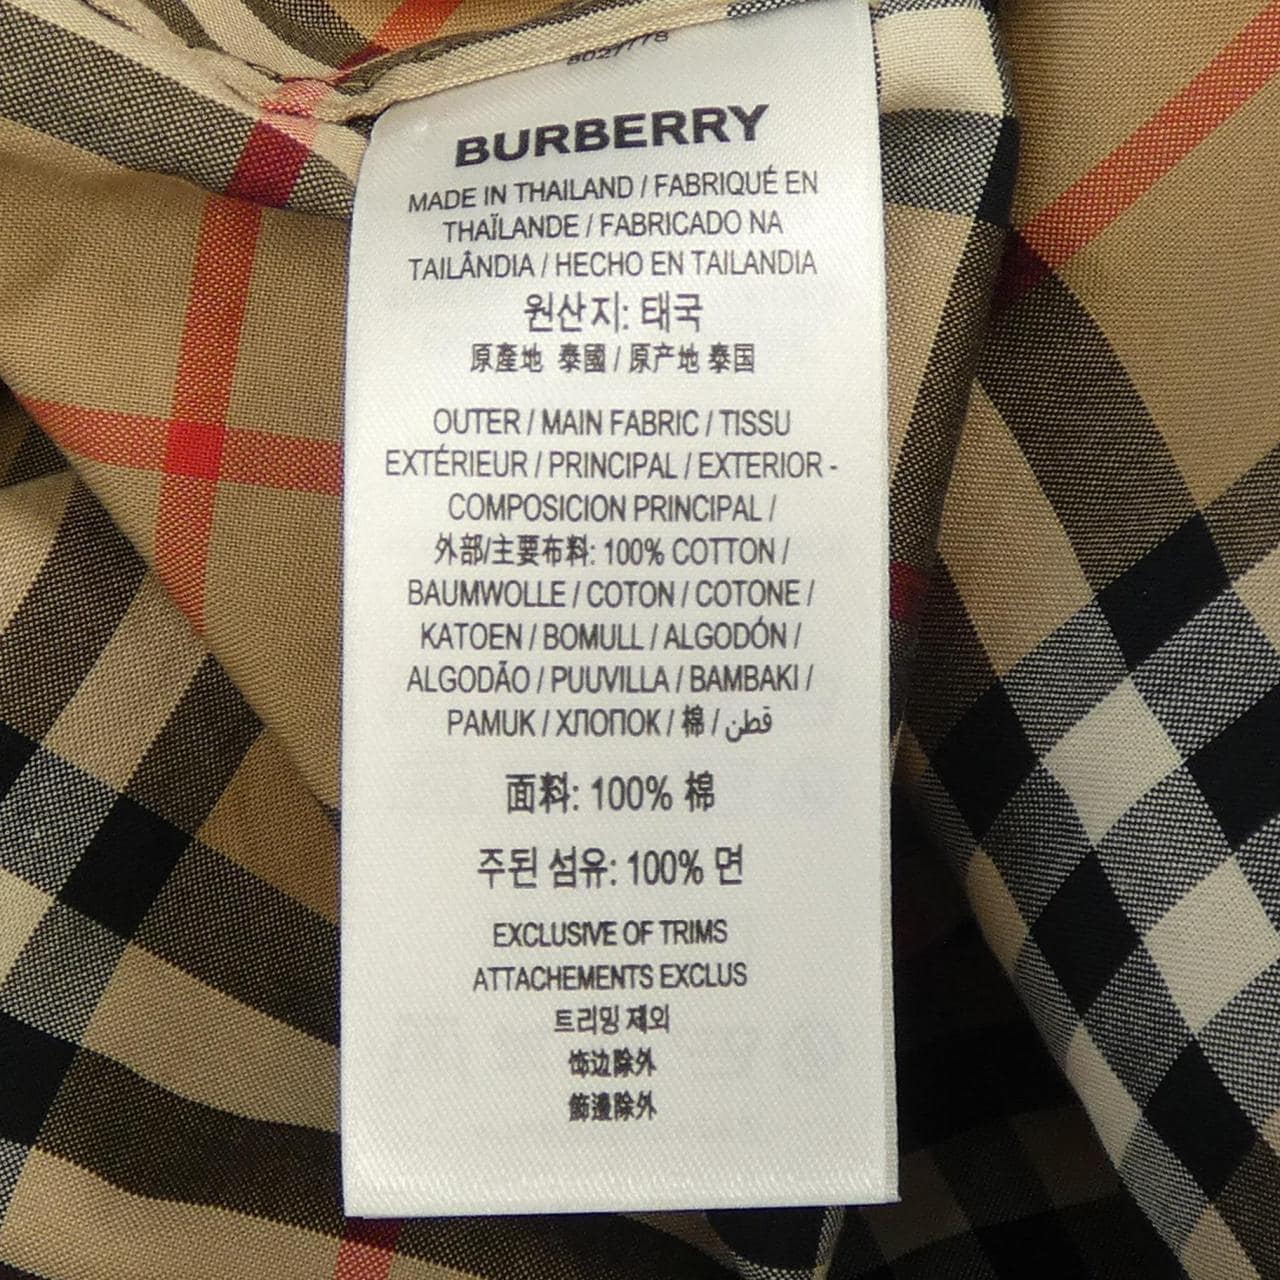 8027778
BURBERRY
MADE IN THAILAND / FABRIQUÉ EN
THAÏLANDE / FABRICADO NA
TAILÂNDIA / HECHO EN TAILANDIA
원산지: 태국
原產地 泰國 / 原产地 泰国
OUTER / MAIN FABRIC / TISSU
EXTÉRIEUR / PRINCIPAL / EXTERIOR -
COMPOSICION PRINCIPAL /
外部/主要布料: 100% COTTON /
BAUMWOLLE / COTON / COTONE /
KATOEN / BOMULL / ALGODÓN /
ALGODÃO / PUUVILLA / BAMBAKI /
PAMUK / ХЛОПОК / 棉 / قطن
面料: 100% 棉
주된 섬유: 100% 면
EXCLUSIVE OF TRIMS
ATTACHEMENTS EXCLUS
트리밍 제외
饰边除外
飾邊除外